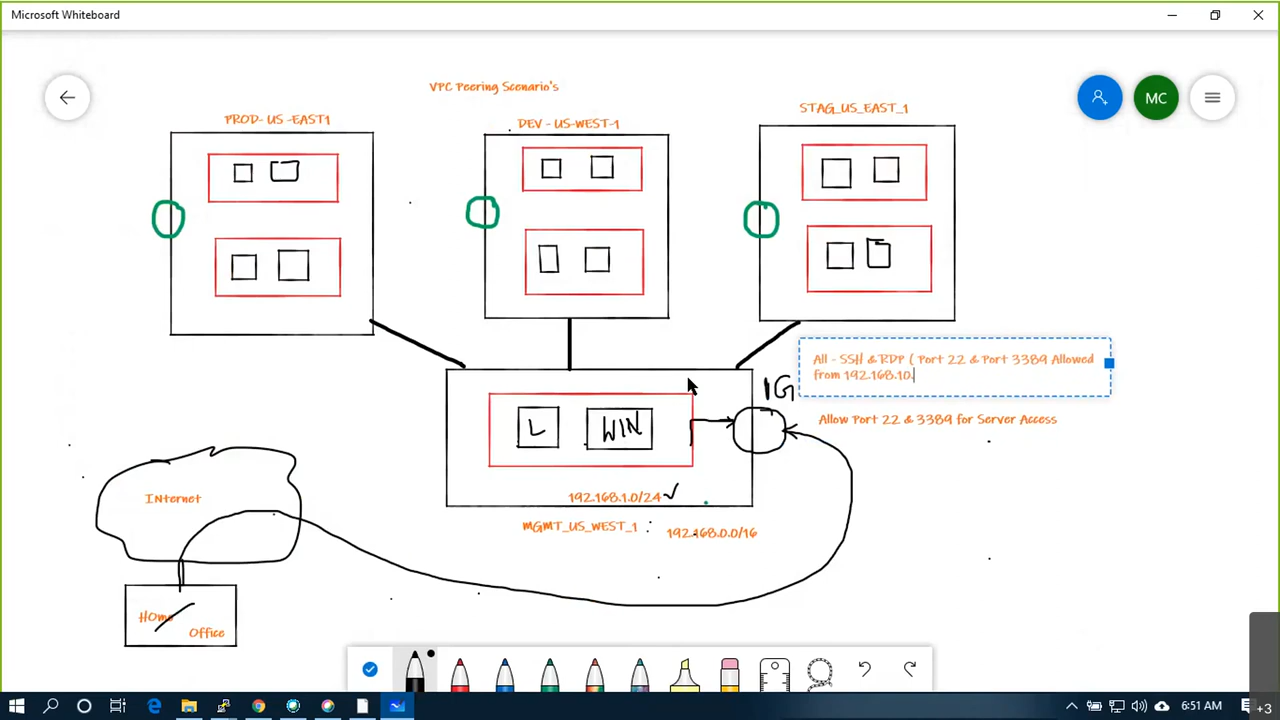 Microsoft Whiteboard
VPC Peering Scenario's
MC
PROD- US -EAST1
DEV - US-WEST-1
STAG_US_EAST_1
All - SSH & RDP ( Port 22 & Port 3389 Allowed
from 192.168.10.
IG
Allow Port 22 & 3389 for Server Access
L
WIN
192.168.1.0/24
MGMT_US_WEST_1
192.168.0.0/16
INternet
HOme
Office
6:51 AM
+3